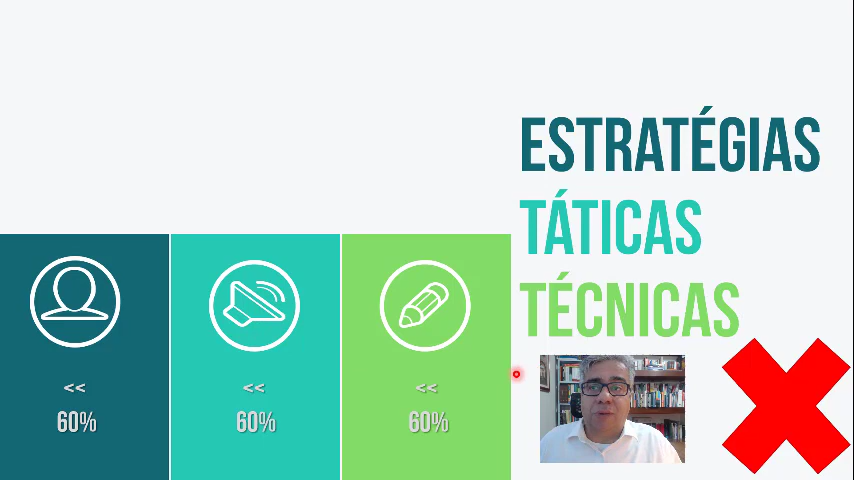 ESTRATÉGIAS
TÁTICAS
TÉCNICAS
<< << <<
60% 60% 60%